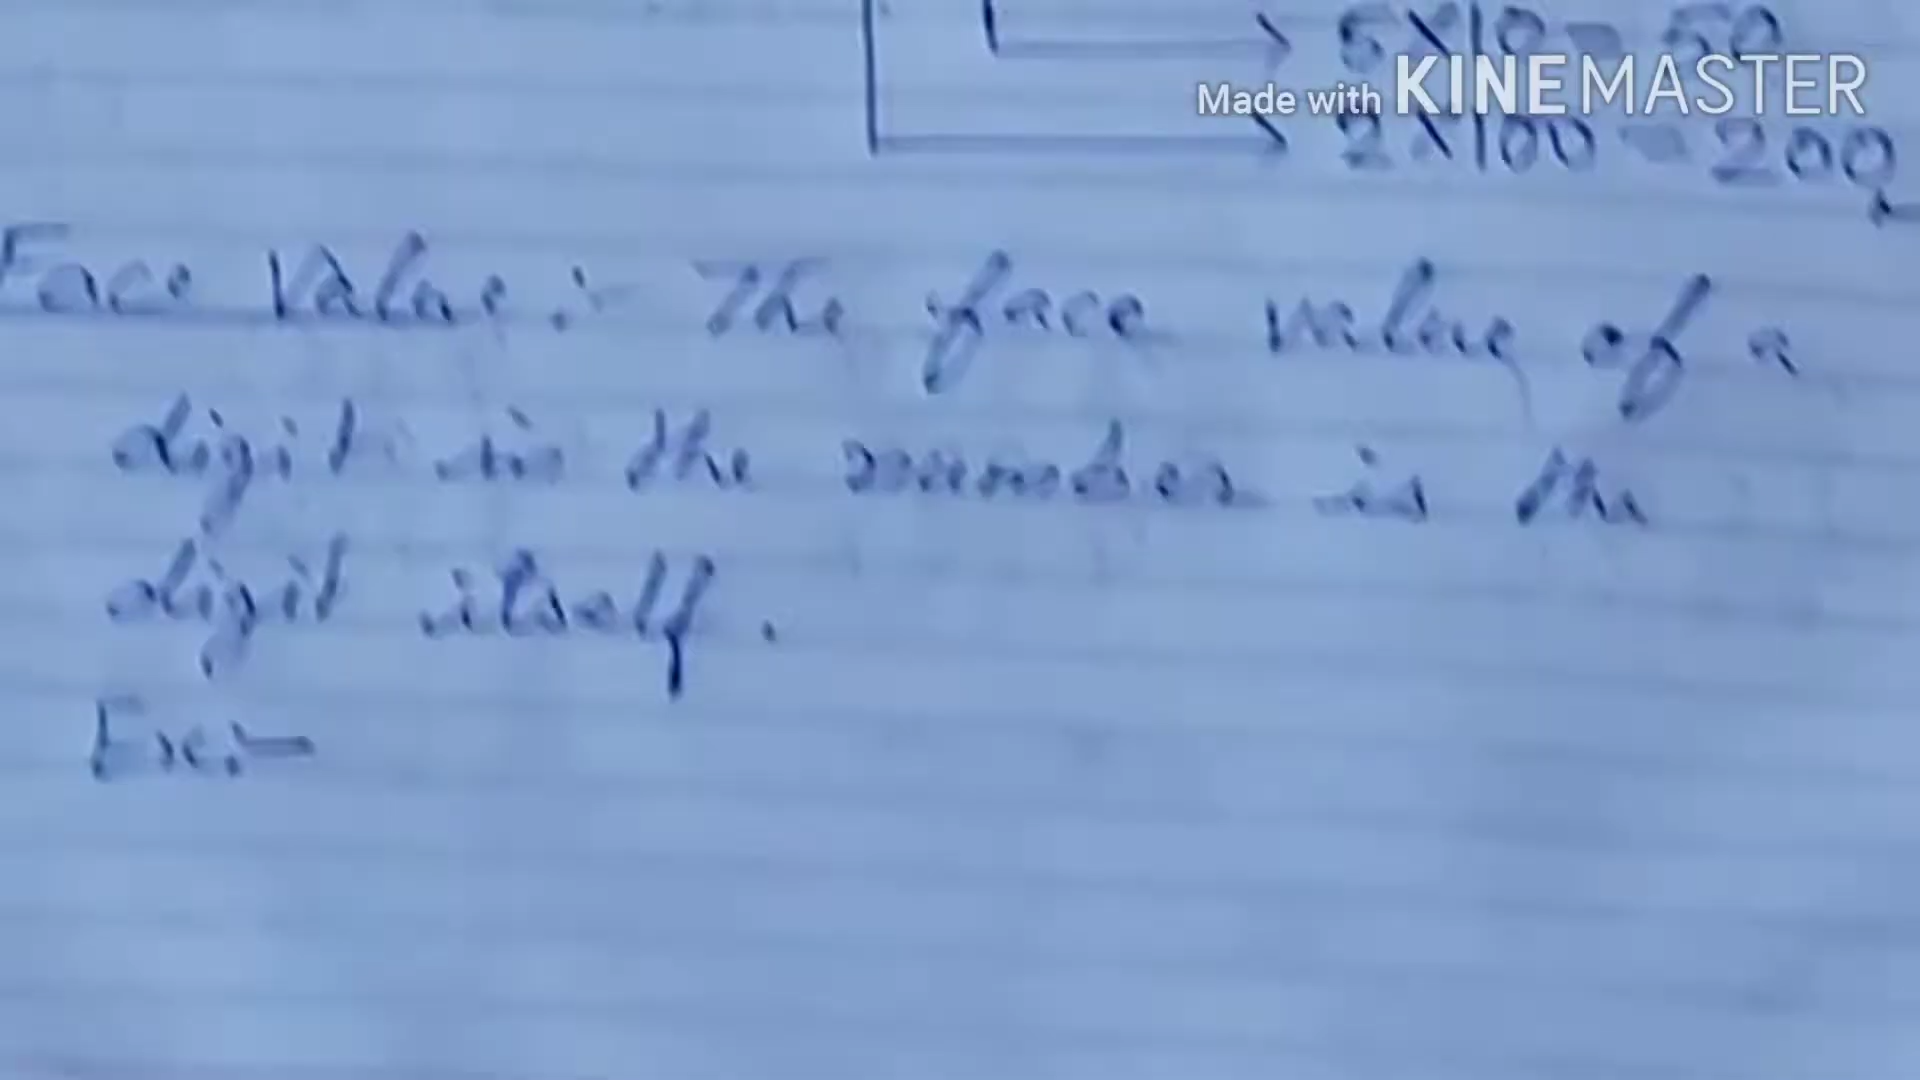 5×10 = 50
Made with KINEMASTER
2×100 = 200
Face Value :- The face value of a
digit in the number is the
digit itself.
Ex:-